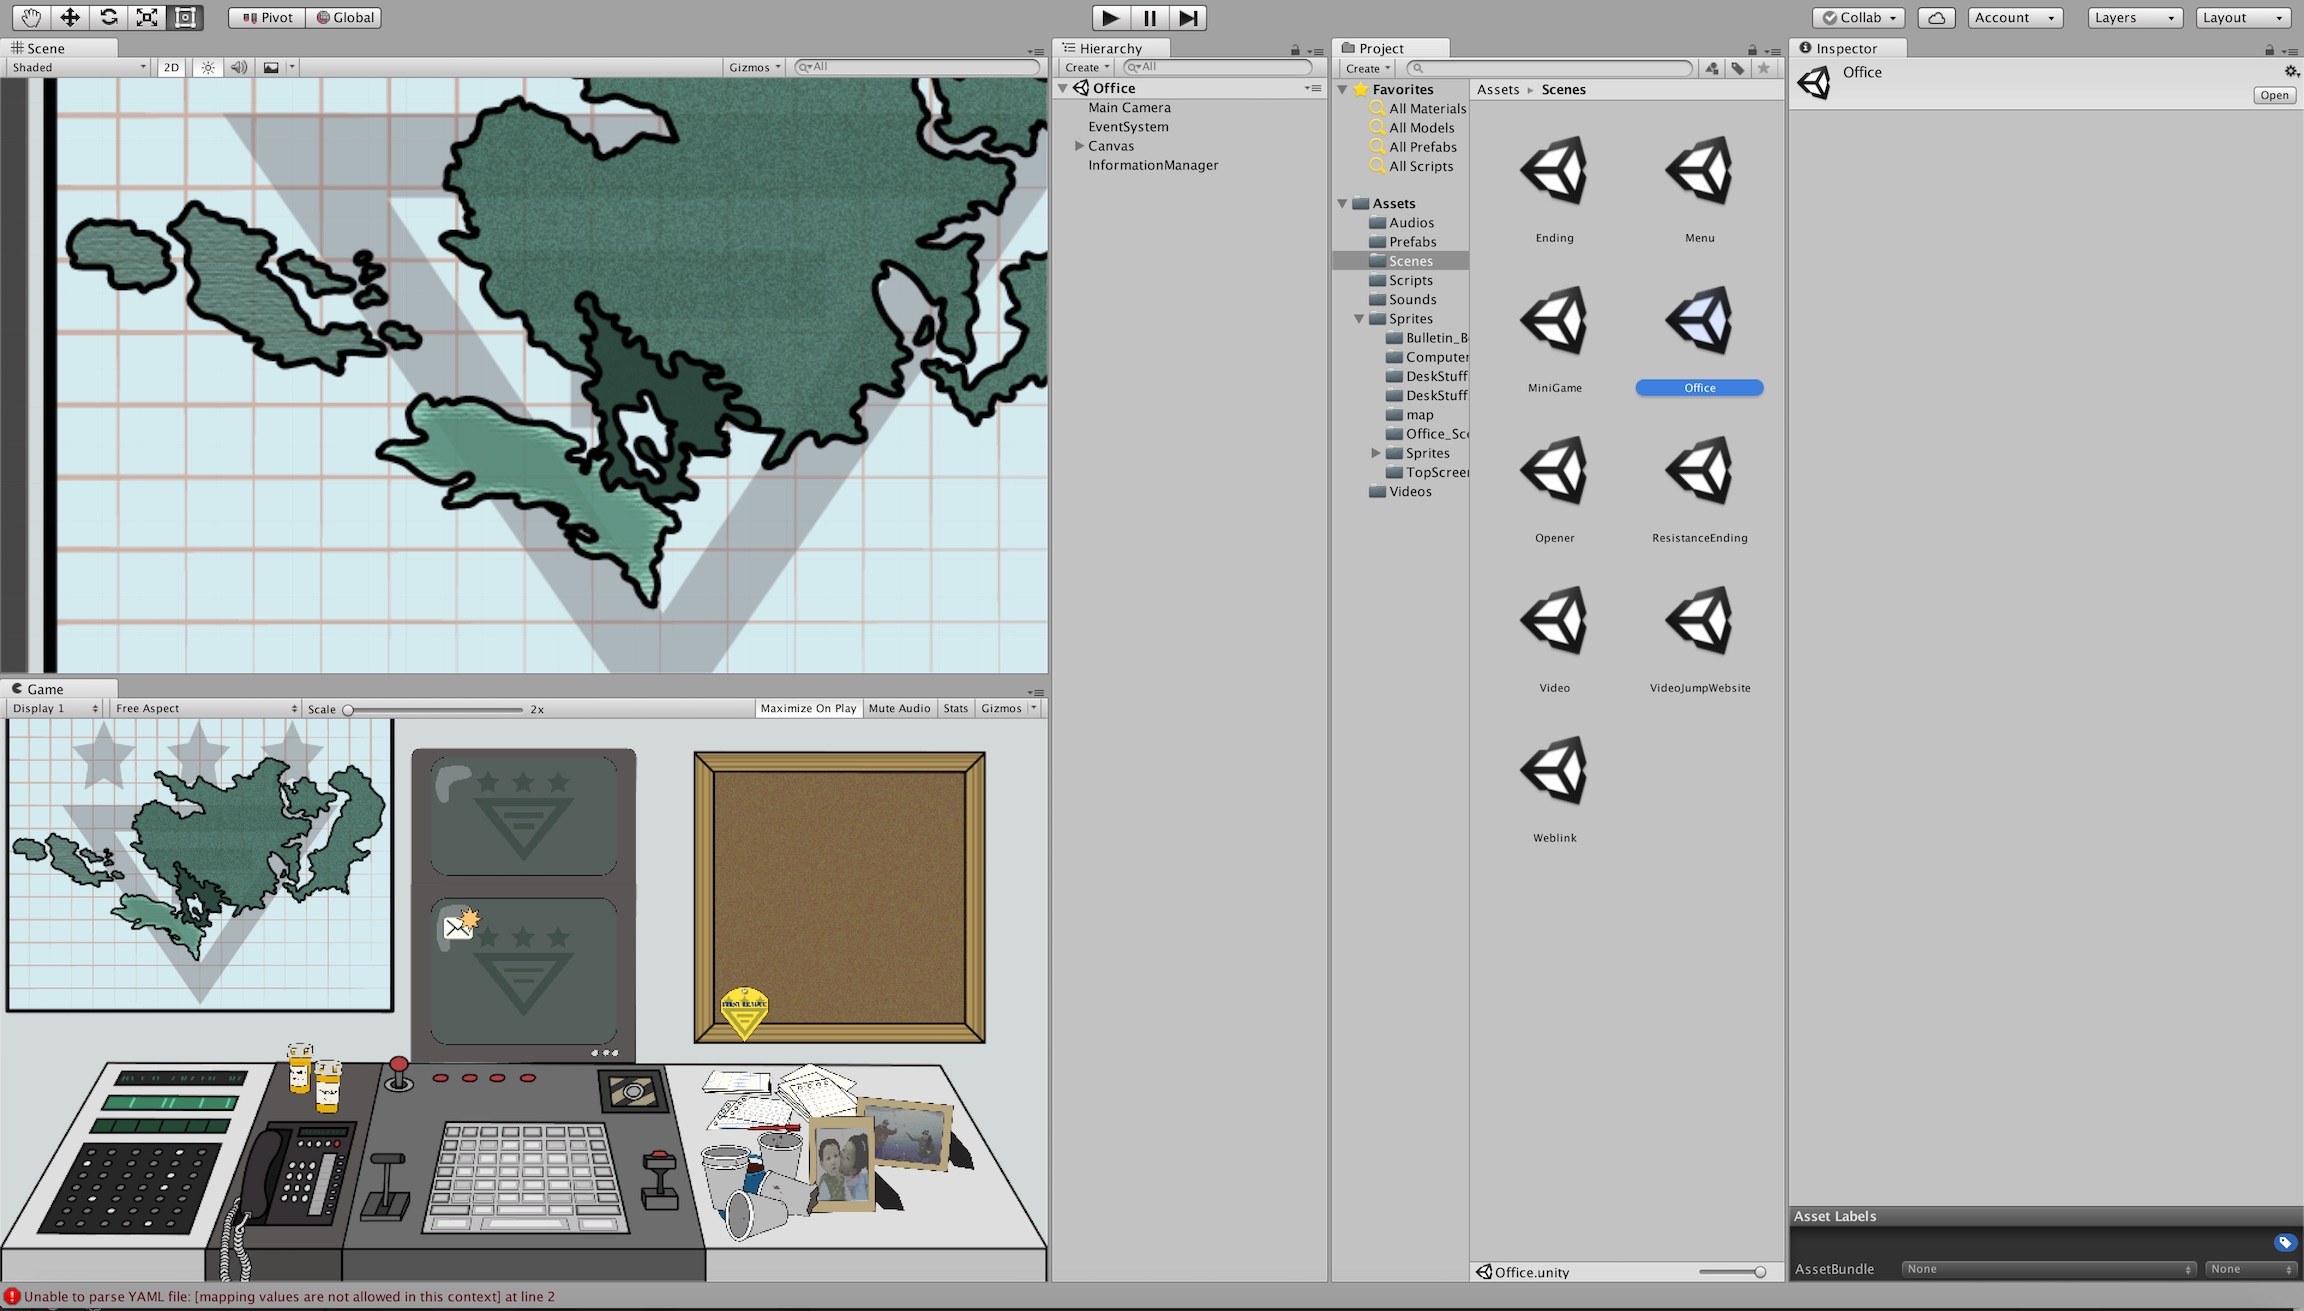 Pivot Global Collab Account Layers Layout
Scene
Shaded 2D Gizmos All
Hierarchy
Create All
Office
Main Camera
EventSystem
Canvas
InformationManager
Project
Create
Favorites
All Materials
All Models
All Prefabs
All Scripts
Assets
Audios
Prefabs
Scenes
Scripts
Sounds
Sprites
Bulletin_B
Computer
DeskStuff
DeskStuff
map
Office_Sc
Sprites
TopScreen
Videos
Assets Scenes
Ending Menu
MiniGame Office
Opener ResistanceEnding
Video VideoJumpWebsite
Weblink
Office.unity
Inspector
Office
Open
Asset Labels
AssetBundle None None
Game
Display 1 Free Aspect Scale 2x Maximize On Play Mute Audio Stats Gizmos
Unable to parse YAML file: [mapping values are not allowed in this context] at line 2